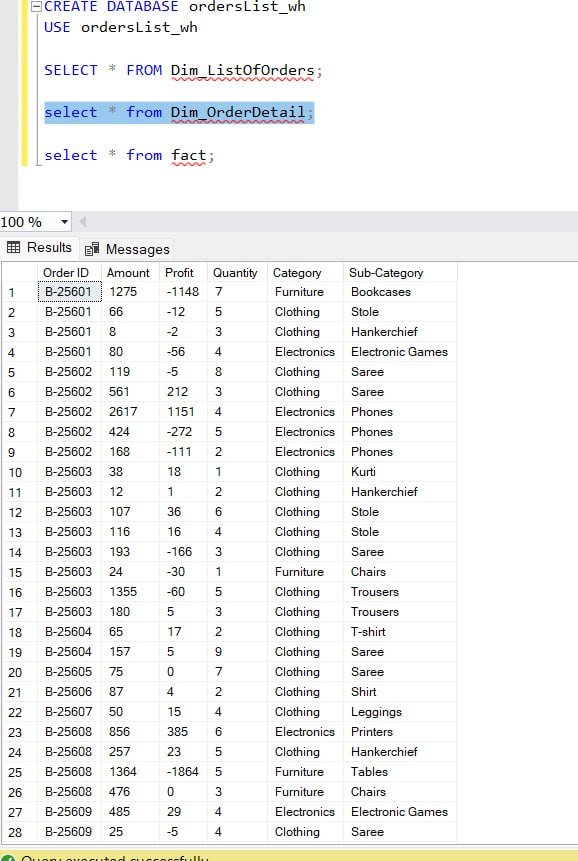 CREATE DATABASE ordersList_wh
USE ordersList_wh
SELECT * FROM Dim_ListOfOrders;
select * from Dim_OrderDetail;
select * from fact;
100 %
Results Messages
Order ID Amount Profit Quantity Category Sub-Category
1 B-25601 1275 -1148 7 Furniture Bookcases
2 B-25601 66 -12 5 Clothing Stole
3 B-25601 8 -2 3 Clothing Hankerchief
4 B-25601 80 -56 4 Electronics Electronic Games
5 B-25602 119 -5 8 Clothing Saree
6 B-25602 561 212 3 Clothing Saree
7 B-25602 2617 1151 4 Electronics Phones
8 B-25602 424 -272 5 Electronics Phones
9 B-25602 168 -111 2 Electronics Phones
10 B-25603 38 18 1 Clothing Kurti
11 B-25603 12 1 2 Clothing Hankerchief
12 B-25603 107 36 6 Clothing Stole
13 B-25603 116 16 4 Clothing Stole
14 B-25603 193 -166 3 Clothing Saree
15 B-25603 24 -30 1 Furniture Chairs
16 B-25603 1355 -60 5 Clothing Trousers
17 B-25603 180 5 3 Clothing Trousers
18 B-25604 65 17 2 Clothing T-shirt
19 B-25604 157 5 9 Clothing Saree
20 B-25605 75 0 7 Clothing Saree
21 B-25606 87 4 2 Clothing Shirt
22 B-25607 50 15 4 Clothing Leggings
23 B-25608 856 385 6 Electronics Printers
24 B-25608 257 23 5 Clothing Hankerchief
25 B-25608 1364 -1864 5 Furniture Tables
26 B-25608 476 0 3 Furniture Chairs
27 B-25609 485 29 4 Electronics Electronic Games
28 B-25609 25 -5 4 Clothing Saree
Query executed successfully